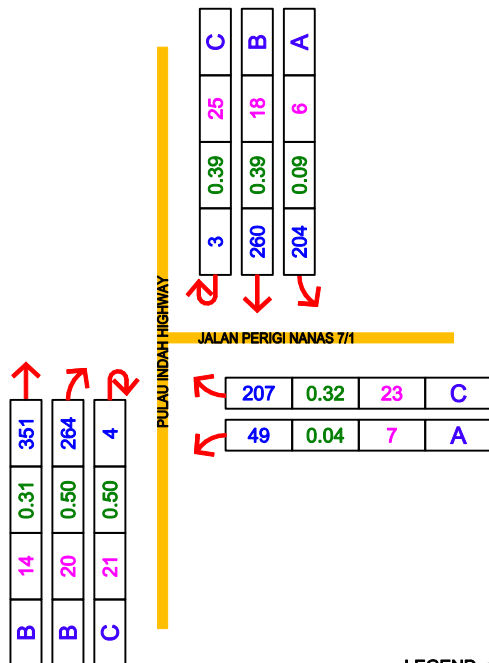 C 25 0.39 3
B 18 0.39 260
A 6 0.09 204
PULAU INDAH HIGHWAY
JALAN PERIGI NANAS 7/1
207 0.32 23 C
49 0.04 7 A
351 0.31 14 B
264 0.50 20 B
4 0.50 21 C
LEGEND